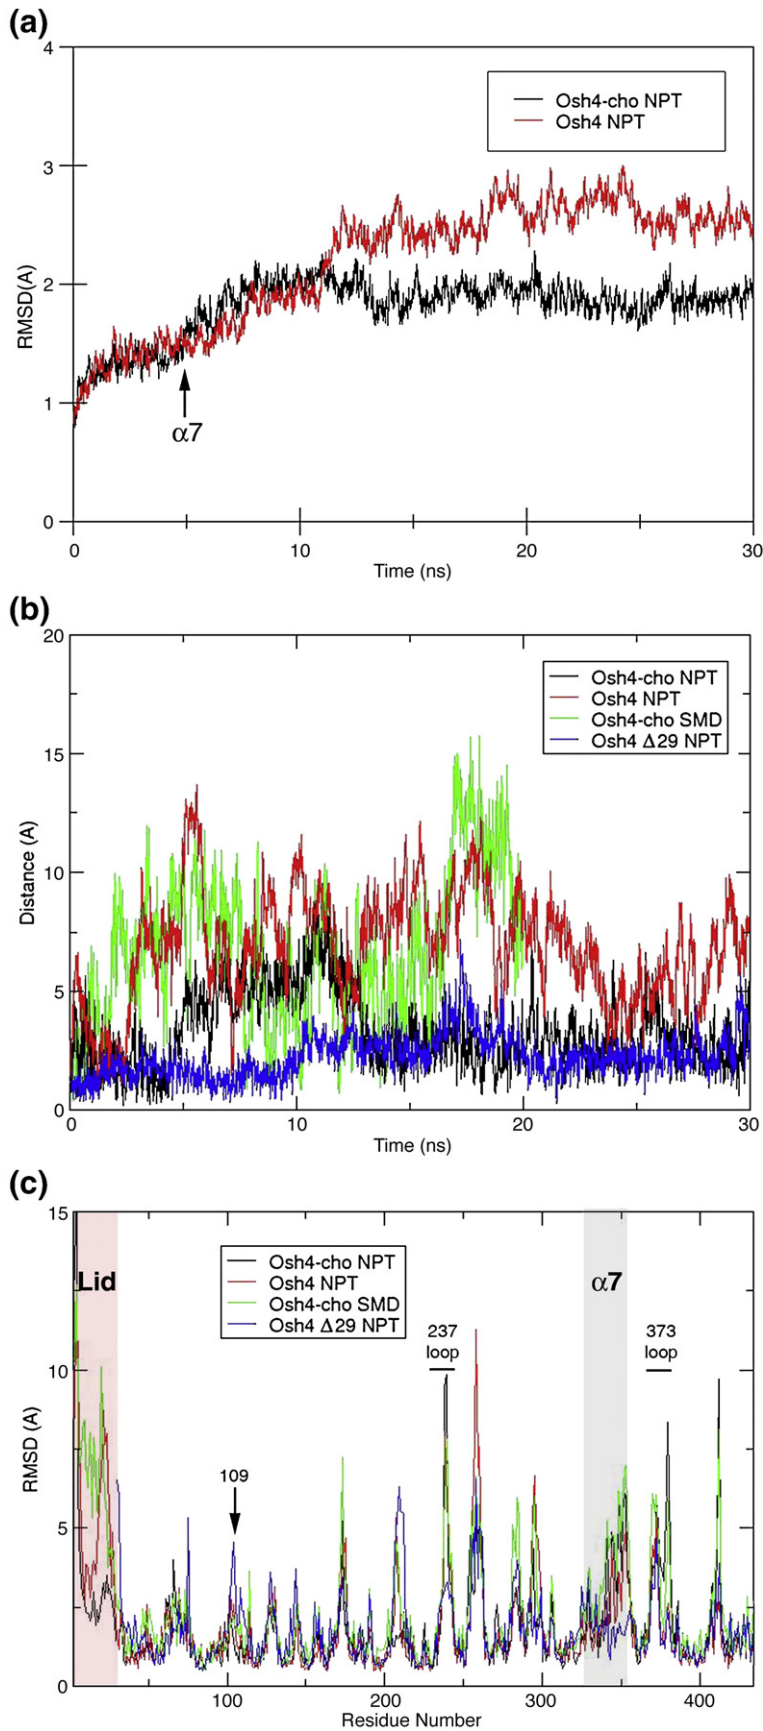 (a)
4
3
2
1
0
RMSD(A)
Osh4-cho NPT
Osh4 NPT
α7
0 10 20 30
Time (ns)
(b)
20
15
10
5
0
Distance (A)
Osh4-cho NPT
Osh4 NPT
Osh4-cho SMD
Osh4 Δ29 NPT
0 10 20 30
Time (ns)
(c)
15
10
5
0
RMSD (A)
Lid
Osh4-cho NPT
Osh4 NPT
Osh4-cho SMD
Osh4 Δ29 NPT
α7
237
loop
373
loop
109
100 200 300 400
Residue Number